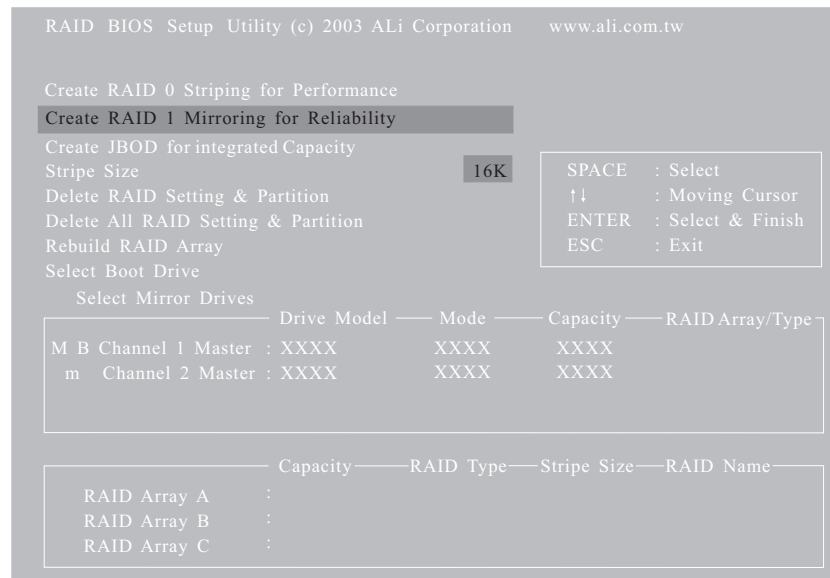 RAID BIOS Setup Utility (c) 2003 ALi Corporation www.ali.com.tw
Create RAID 0 Striping for Performance
Create RAID 1 Mirroring for Reliability
Create JBOD for integrated Capacity
Stripe Size 16K
Delete RAID Setting & Partition
Delete All RAID Setting & Partition
Rebuild RAID Array
Select Boot Drive
SPACE : Select
↑↓ : Moving Cursor
ENTER : Select & Finish
ESC : Exit
Select Mirror Drives
Drive Model Mode Capacity RAID Array/Type
M B Channel 1 Master : XXXX XXXX XXXX
m Channel 2 Master : XXXX XXXX XXXX
Capacity RAID Type Stripe Size RAID Name
RAID Array A :
RAID Array B :
RAID Array C :